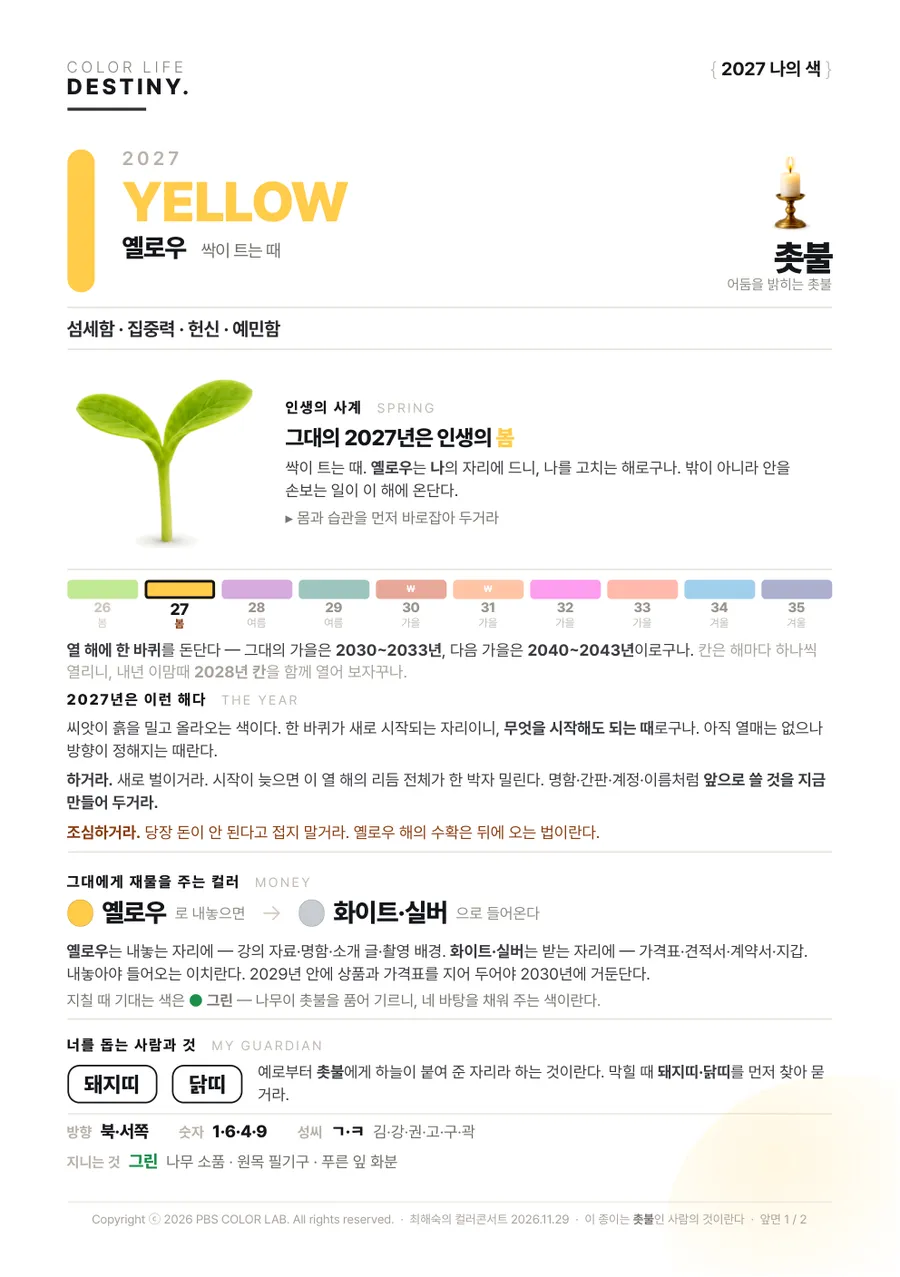 COLOR LIFE
DESTINY.
{ 2027 나의 색 }
2027
YELLOW
옐로우 싹이 트는 때
촛불
어둠을 밝히는 촛불
섬세함 · 집중력 · 헌신 · 예민함
인생의 사계 SPRING
그대의 2027년은 인생의 봄
싹이 트는 때. 옐로우는 나의 자리에 드니, 나를 고치는 해로구나. 밖이 아니라 안을
손보는 일이 이 해에 온단다.
▸ 몸과 습관을 먼저 바로잡아 두거라
₩ ₩
26 27 28 29 30 31 32 33 34 35
봄 봄 여름 여름 가을 가을 가을 가을 겨울 겨울
열 해에 한 바퀴를 돈단다 — 그대의 가을은 2030~2033년, 다음 가을은 2040~2043년이로구나. 칸은 해마다 하나씩
열리니, 내년 이맘때 2028년 칸을 함께 열어 보자꾸나.
2027년은 이런 해다 THE YEAR
씨앗이 흙을 밀고 올라오는 색이다. 한 바퀴가 새로 시작되는 자리이니, 무엇을 시작해도 되는 때로구나. 아직 열매는 없으나
방향이 정해지는 때란다.
하거라. 새로 벌이거라. 시작이 늦으면 이 열 해의 리듬 전체가 한 박자 밀린다. 명함·간판·계정·이름처럼 앞으로 쓸 것을 지금
만들어 두거라.
조심하거라. 당장 돈이 안 된다고 접지 말거라. 옐로우 해의 수확은 뒤에 오는 법이란다.
그대에게 재물을 주는 컬러 MONEY
옐로우 로 내놓으면 → 화이트·실버 으로 들어온다
옐로우는 내놓는 자리에 — 강의 자료·명함·소개 글·촬영 배경. 화이트·실버는 받는 자리에 — 가격표·견적서·계약서·지갑.
내놓아야 들어오는 이치란다. 2029년 안에 상품과 가격표를 지어 두어야 2030년에 거둔단다.
지칠 때 기대는 색은 ● 그린 — 나무이 촛불을 품어 기르니, 네 바탕을 채워 주는 색이란다.
너를 돕는 사람과 것 MY GUARDIAN
돼지띠 닭띠
예로부터 촛불에게 하늘이 붙여 준 자리라 하는 것이란다. 막힐 때 돼지띠·닭띠를 먼저 찾아 묻
거라.
방향 북·서쪽 숫자 1·6·4·9 성씨 ㄱ·ㅋ 김·강·권·고·구·곽
지니는 것 그린 나무 소품 · 원목 필기구 · 푸른 잎 화분
Copyright ⓒ 2026 PBS COLOR LAB. All rights reserved. · 최해숙의 컬러콘서트 2026.11.29 · 이 종이는 촛불인 사람의 것이란다 · 앞면 1 / 2